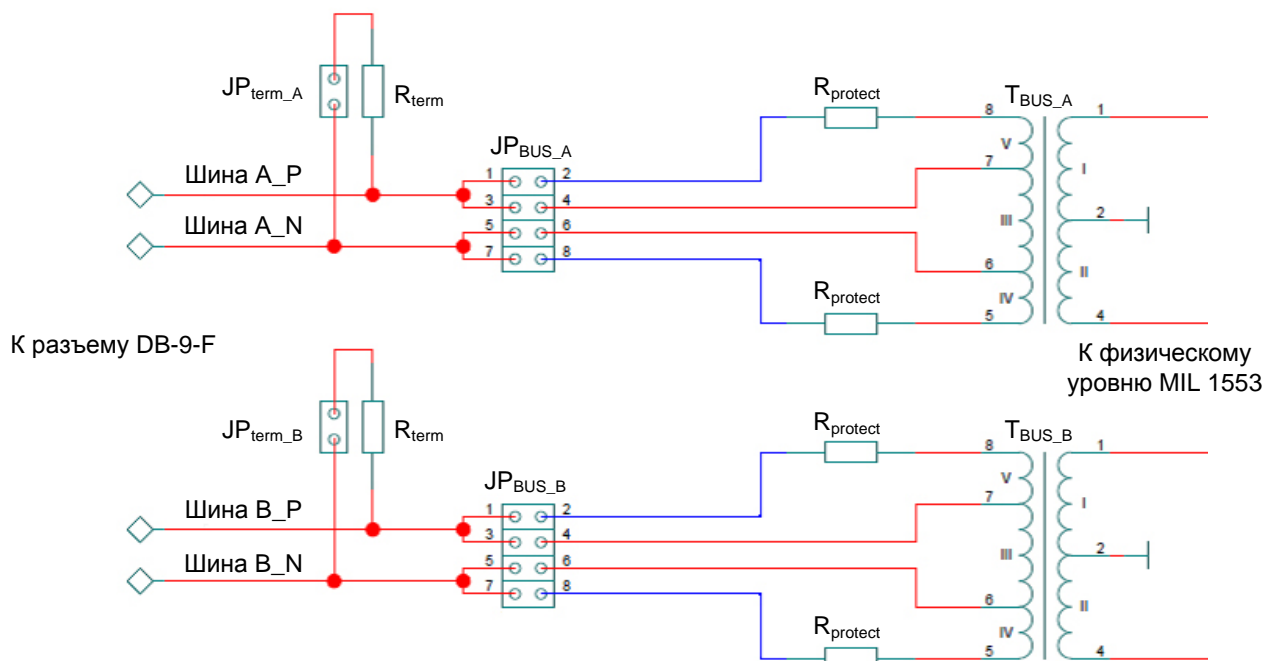 JPterm_A
Rterm
Rprotect
TBUS_A
JPBUS_A
8
1
V
7
I
Шина A_P
1
2
3
4
III
2
Шина A_N
5
6
7
8
6
II
Rprotect
IV
5
4
К разъему DB-9-F
К физическому
уровню MIL 1553
JPterm_B
Rterm
Rprotect
TBUS_B
JPBUS_B
8
1
V
7
I
Шина B_P
1
2
3
4
III
2
Шина B_N
5
6
7
8
6
II
Rprotect
IV
5
4